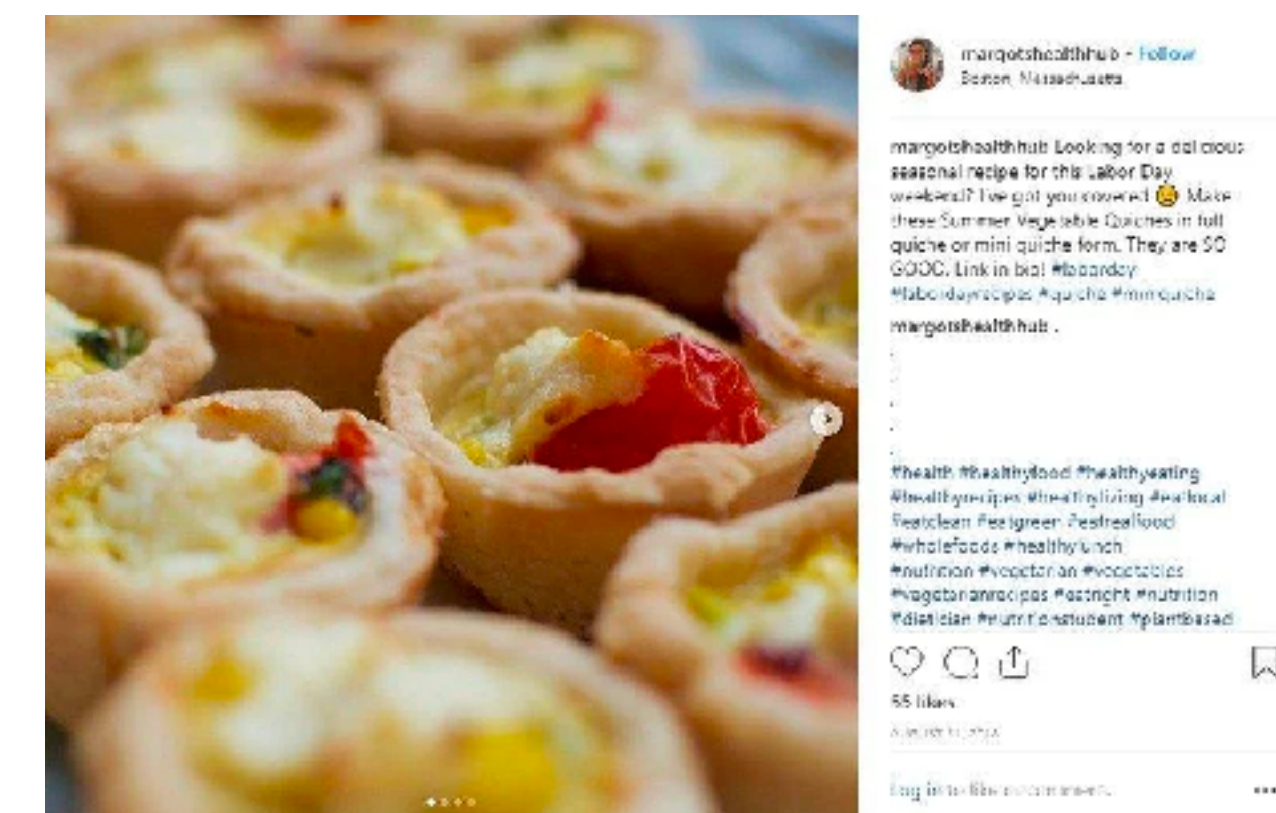 margotshealthhub • Follow
Boston, Massachusetts
margotshealthhub Looking for a delicious
seasonal recipe for this Labor Day
weekend? I've got you covered Make
these Summer Vegetable Quiches in full
quiche or mini quiche form. They are SO
GOOD. Link in bio! #laborday
#labordayrecipes #quiche #miniquiche
margotshealthhub .
.
.
.
.
.
#health #healthyfood #healthyeating
#healthyrecipes #healthylizing #eatlocal
#eatclean #eatgreen #eatrealfood
#wholefoods #healthylunch
#nutrition #vegetarian #vegetables
#vegetarianrecipes #eatright #nutrition
#dietician #nutritionstudent #plantbased
55 likes
Log in to like or comment.
•••